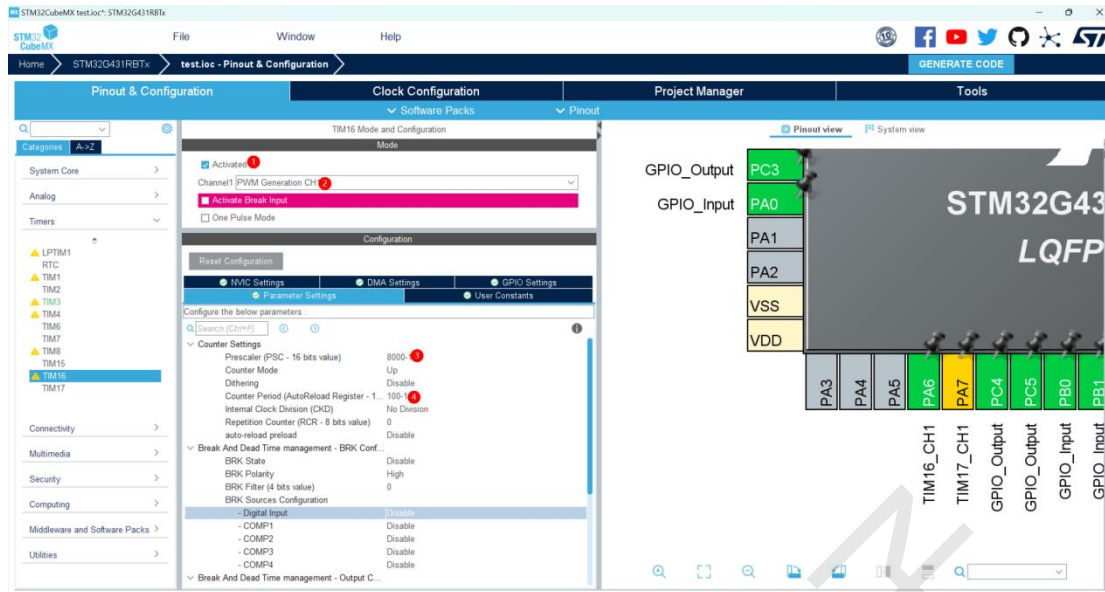 STM32CubeMX test.ioc*: STM32G431RBTx
STM32
CubeMX
File
Window
Help
Home
STM32G431RBTx
test.ioc - Pinout & Configuration
GENERATE CODE
Pinout & Configuration
Clock Configuration
Project Manager
Tools
Software Packs
Pinout
Categories
A->Z
System Core
Analog
Timers
LPTIM1
RTC
TIM1
TIM2
TIM3
TIM4
TIM6
TIM7
TIM8
TIM15
TIM16
TIM17
Connectivity
Multimedia
Security
Computing
Middleware and Software Packs
Utilities
TIM16 Mode and Configuration
Mode
Activated 1
Channel1 PWM Generation CH1 2
Activate Break Input
One Pulse Mode
Configuration
Reset Configuration
NVIC Settings
DMA Settings
GPIO Settings
Parameter Settings
User Constants
Configure the below parameters :
Search (Ctrl+F)
Counter Settings
Prescaler (PSC - 16 bits value) 8000-1 3
Counter Mode Up
Dithering Disable
Counter Period (AutoReload Register - 1... 100-1 4
Internal Clock Division (CKD) No Division
Repetition Counter (RCR - 8 bits value) 0
auto-reload preload Disable
Break And Dead Time management - BRK Conf...
BRK State Disable
BRK Polarity High
BRK Filter (4 bits value) 0
BRK Sources Configuration
- Digital Input Disable
- COMP1 Disable
- COMP2 Disable
- COMP3 Disable
- COMP4 Disable
Break And Dead Time management - Output C...
Pinout view
System view
GPIO_Output PC3
GPIO_Input PA0
PA1
PA2
VSS
VDD
STM32G43
LQFP
PA3
PA4
PA5
PA6
PA7
PC4
PC5
PB0
PB1
TIM16_CH1
TIM17_CH1
GPIO_Output
GPIO_Output
GPIO_Input
GPIO_Input